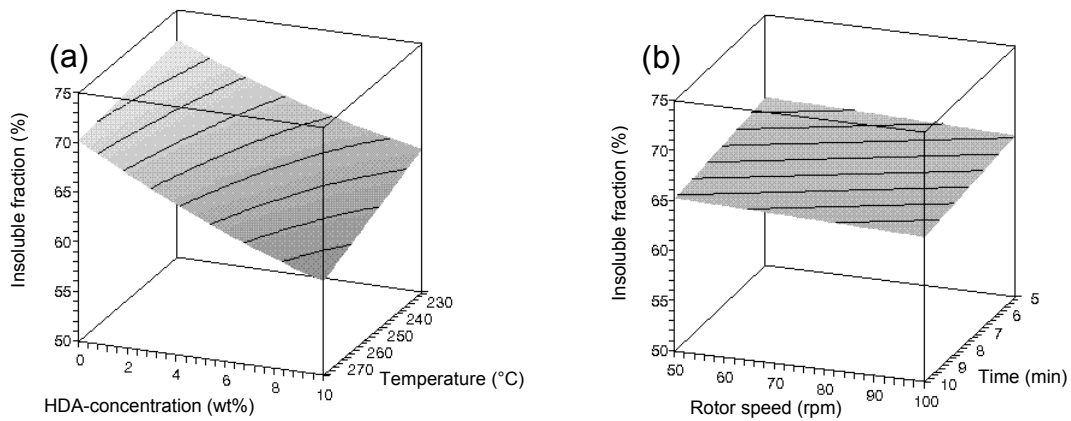 (a)
Insoluble fraction (%)
75
70
65
60
55
50
0 2 4 6 8 10
HDA-concentration (wt%)
230
240
250
260
270
Temperature (°C)
(b)
Insoluble fraction (%)
75
70
65
60
55
50
50 60 70 80 90 100
Rotor speed (rpm)
5
6
7
8
9
10
Time (min)